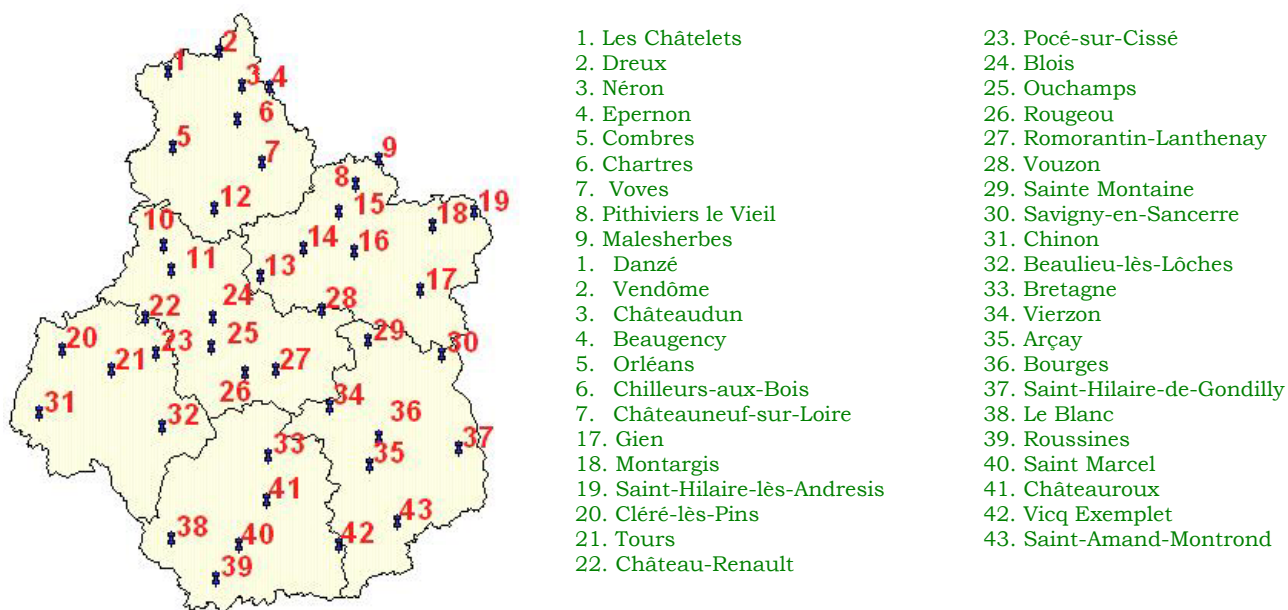 2
1
3 4
6
5
7
9
8
12
15
19
18
10
14
16
11
13
17
24
28
22
29
20
25
30
21
23
27
26
34
31
36
32
33
35
37
41
43
38
40
42
39
1. Les Châtelets
2. Dreux
3. Néron
4. Epernon
5. Combres
6. Chartres
7. Voves
8. Pithiviers le Vieil
9. Malesherbes
1. Danzé
2. Vendôme
3. Châteaudun
4. Beaugency
5. Orléans
6. Chilleurs-aux-Bois
7. Châteauneuf-sur-Loire
17. Gien
18. Montargis
19. Saint-Hilaire-lès-Andresis
20. Cléré-lès-Pins
21. Tours
22. Château-Renault
23. Pocé-sur-Cissé
24. Blois
25. Ouchamps
26. Rougeou
27. Romorantin-Lanthenay
28. Vouzon
29. Sainte Montaine
30. Savigny-en-Sancerre
31. Chinon
32. Beaulieu-lès-Lôches
33. Bretagne
34. Vierzon
35. Arçay
36. Bourges
37. Saint-Hilaire-de-Gondilly
38. Le Blanc
39. Roussines
40. Saint Marcel
41. Châteauroux
42. Vicq Exemplet
43. Saint-Amand-Montrond